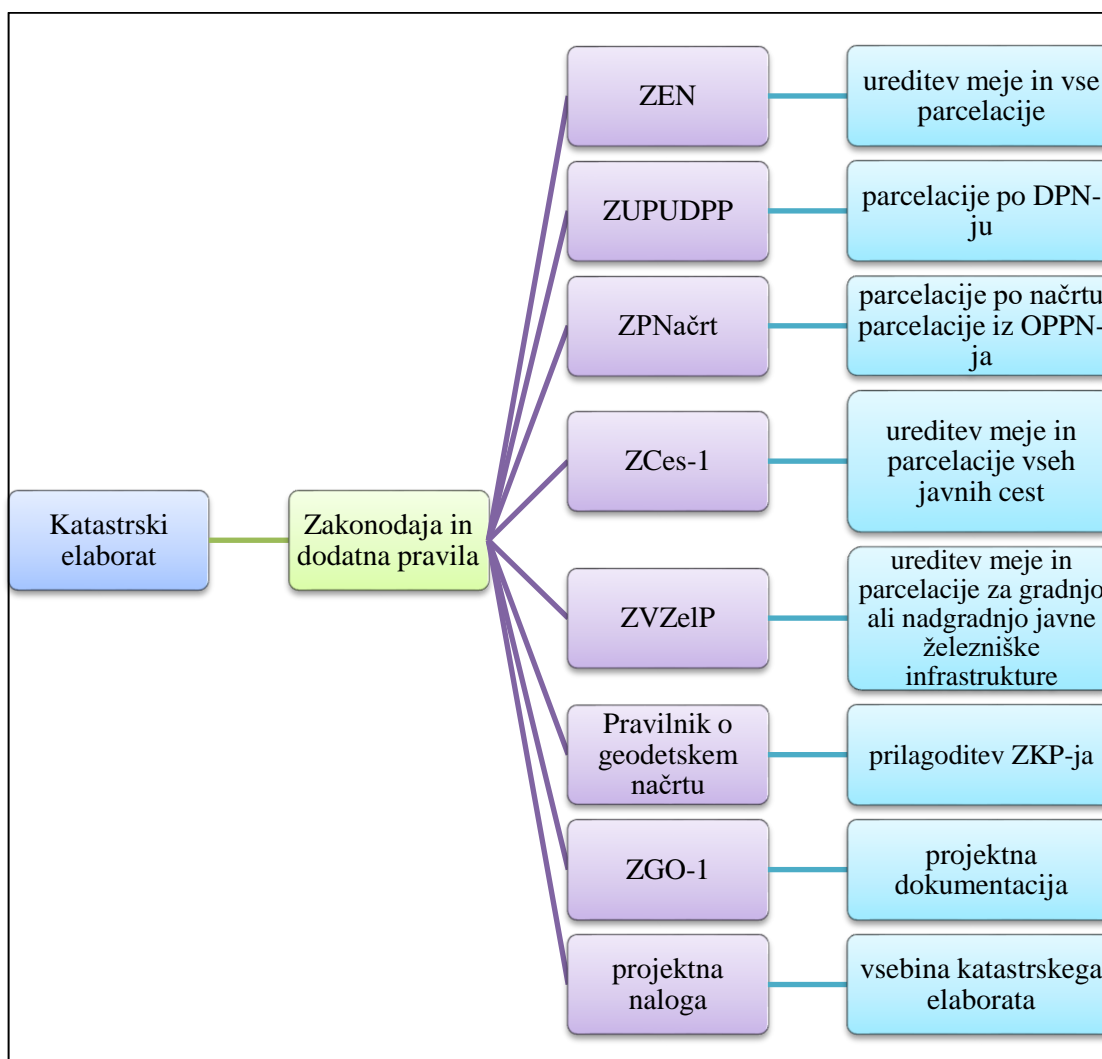 Katastrski
elaborat
Zakonodaja in
dodatna pravila
ZEN
ureditev meje in vse
parcelacije
ZUPUDPP
parcelacije po DPN-
ju
ZPNačrt
parcelacije po načrtu
parcelacije iz OPPN-
ja
ZCes-1
ureditev meje in
parcelacije vseh
javnih cest
ZVZelP
ureditev meje in
parcelacije za gradnjo
ali nadgradnjo javne
železniške
infrastrukture
Pravilnik o
geodetskem
načrtu
prilagoditev ZKP-ja
ZGO-1
projektna
dokumentacija
projektna
naloga
vsebina katastrskega
elaborata